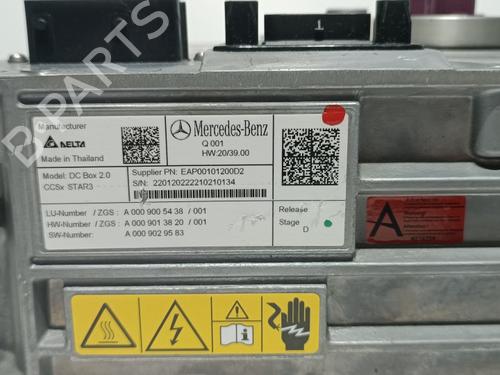 Manufacturer
DELTA
Made in Thailand
Model: DC Box 2.0
CCSx STAR3
Mercedes-Benz
Q 001
HW:20/39.00
Supplier PN: EAP00101200D2
S/N: 220120222210210134
LU-Number / ZGS : A 000 900 54 38 / 001
HW-Number / ZGS : A 000 901 38 20 / 001
SW-Number: A 000 902 95 83
Release
Stage
D
A
1
B PARTS